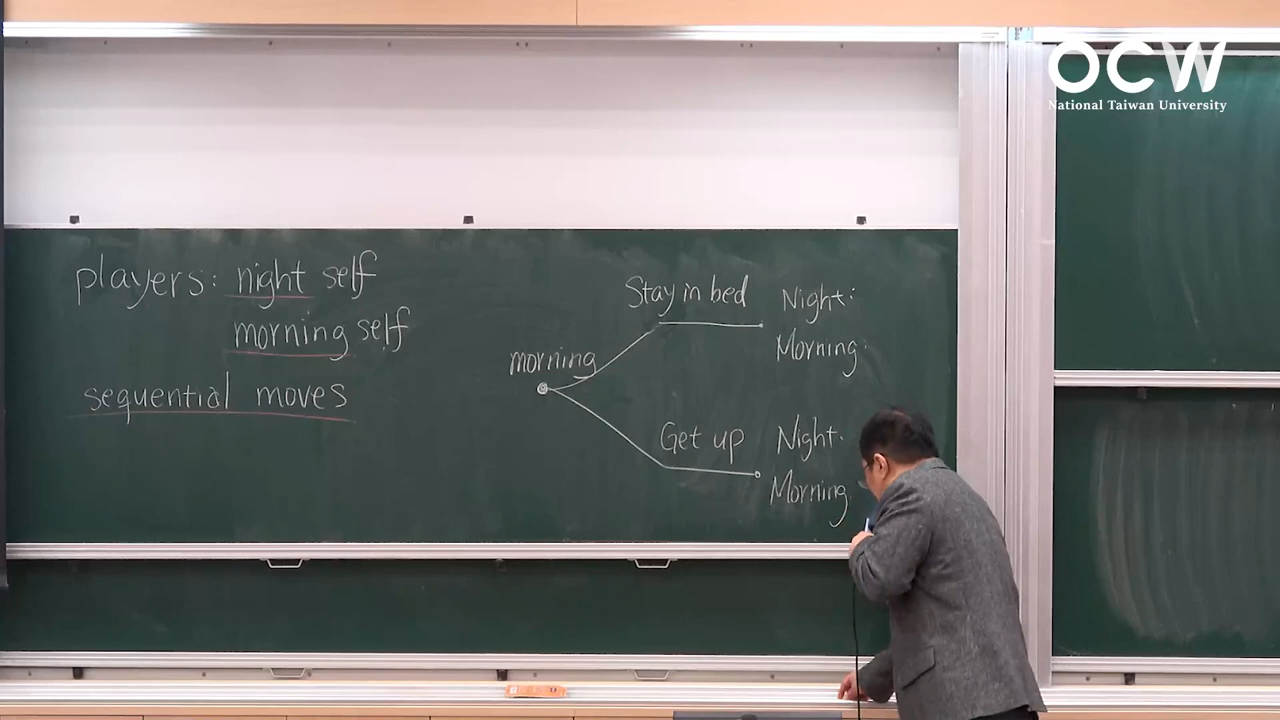 OCW
National Taiwan University
players: night self
morning self
sequential moves
morning
Stay in bed
Night:
Morning:
Get up
Night:
Morning: